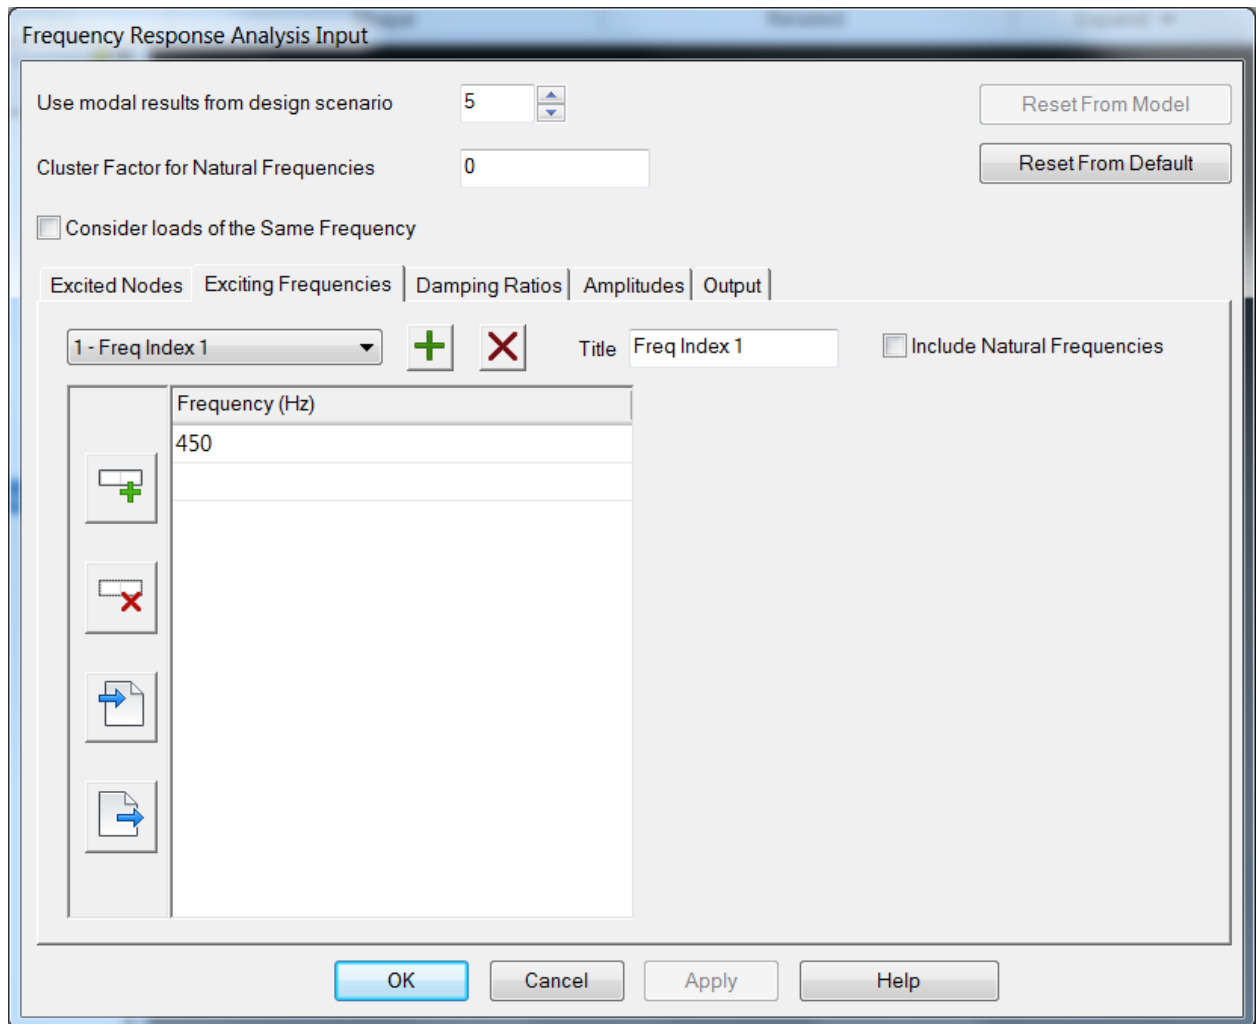 Frequency Response Analysis Input
Use modal results from design scenario 5 Reset From Model
Cluster Factor for Natural Frequencies 0 Reset From Default
Consider loads of the Same Frequency
Excited Nodes Exciting Frequencies Damping Ratios Amplitudes Output
1 - Freq Index 1 Title Freq Index 1 Include Natural Frequencies
Frequency (Hz)
450
OK Cancel Apply Help